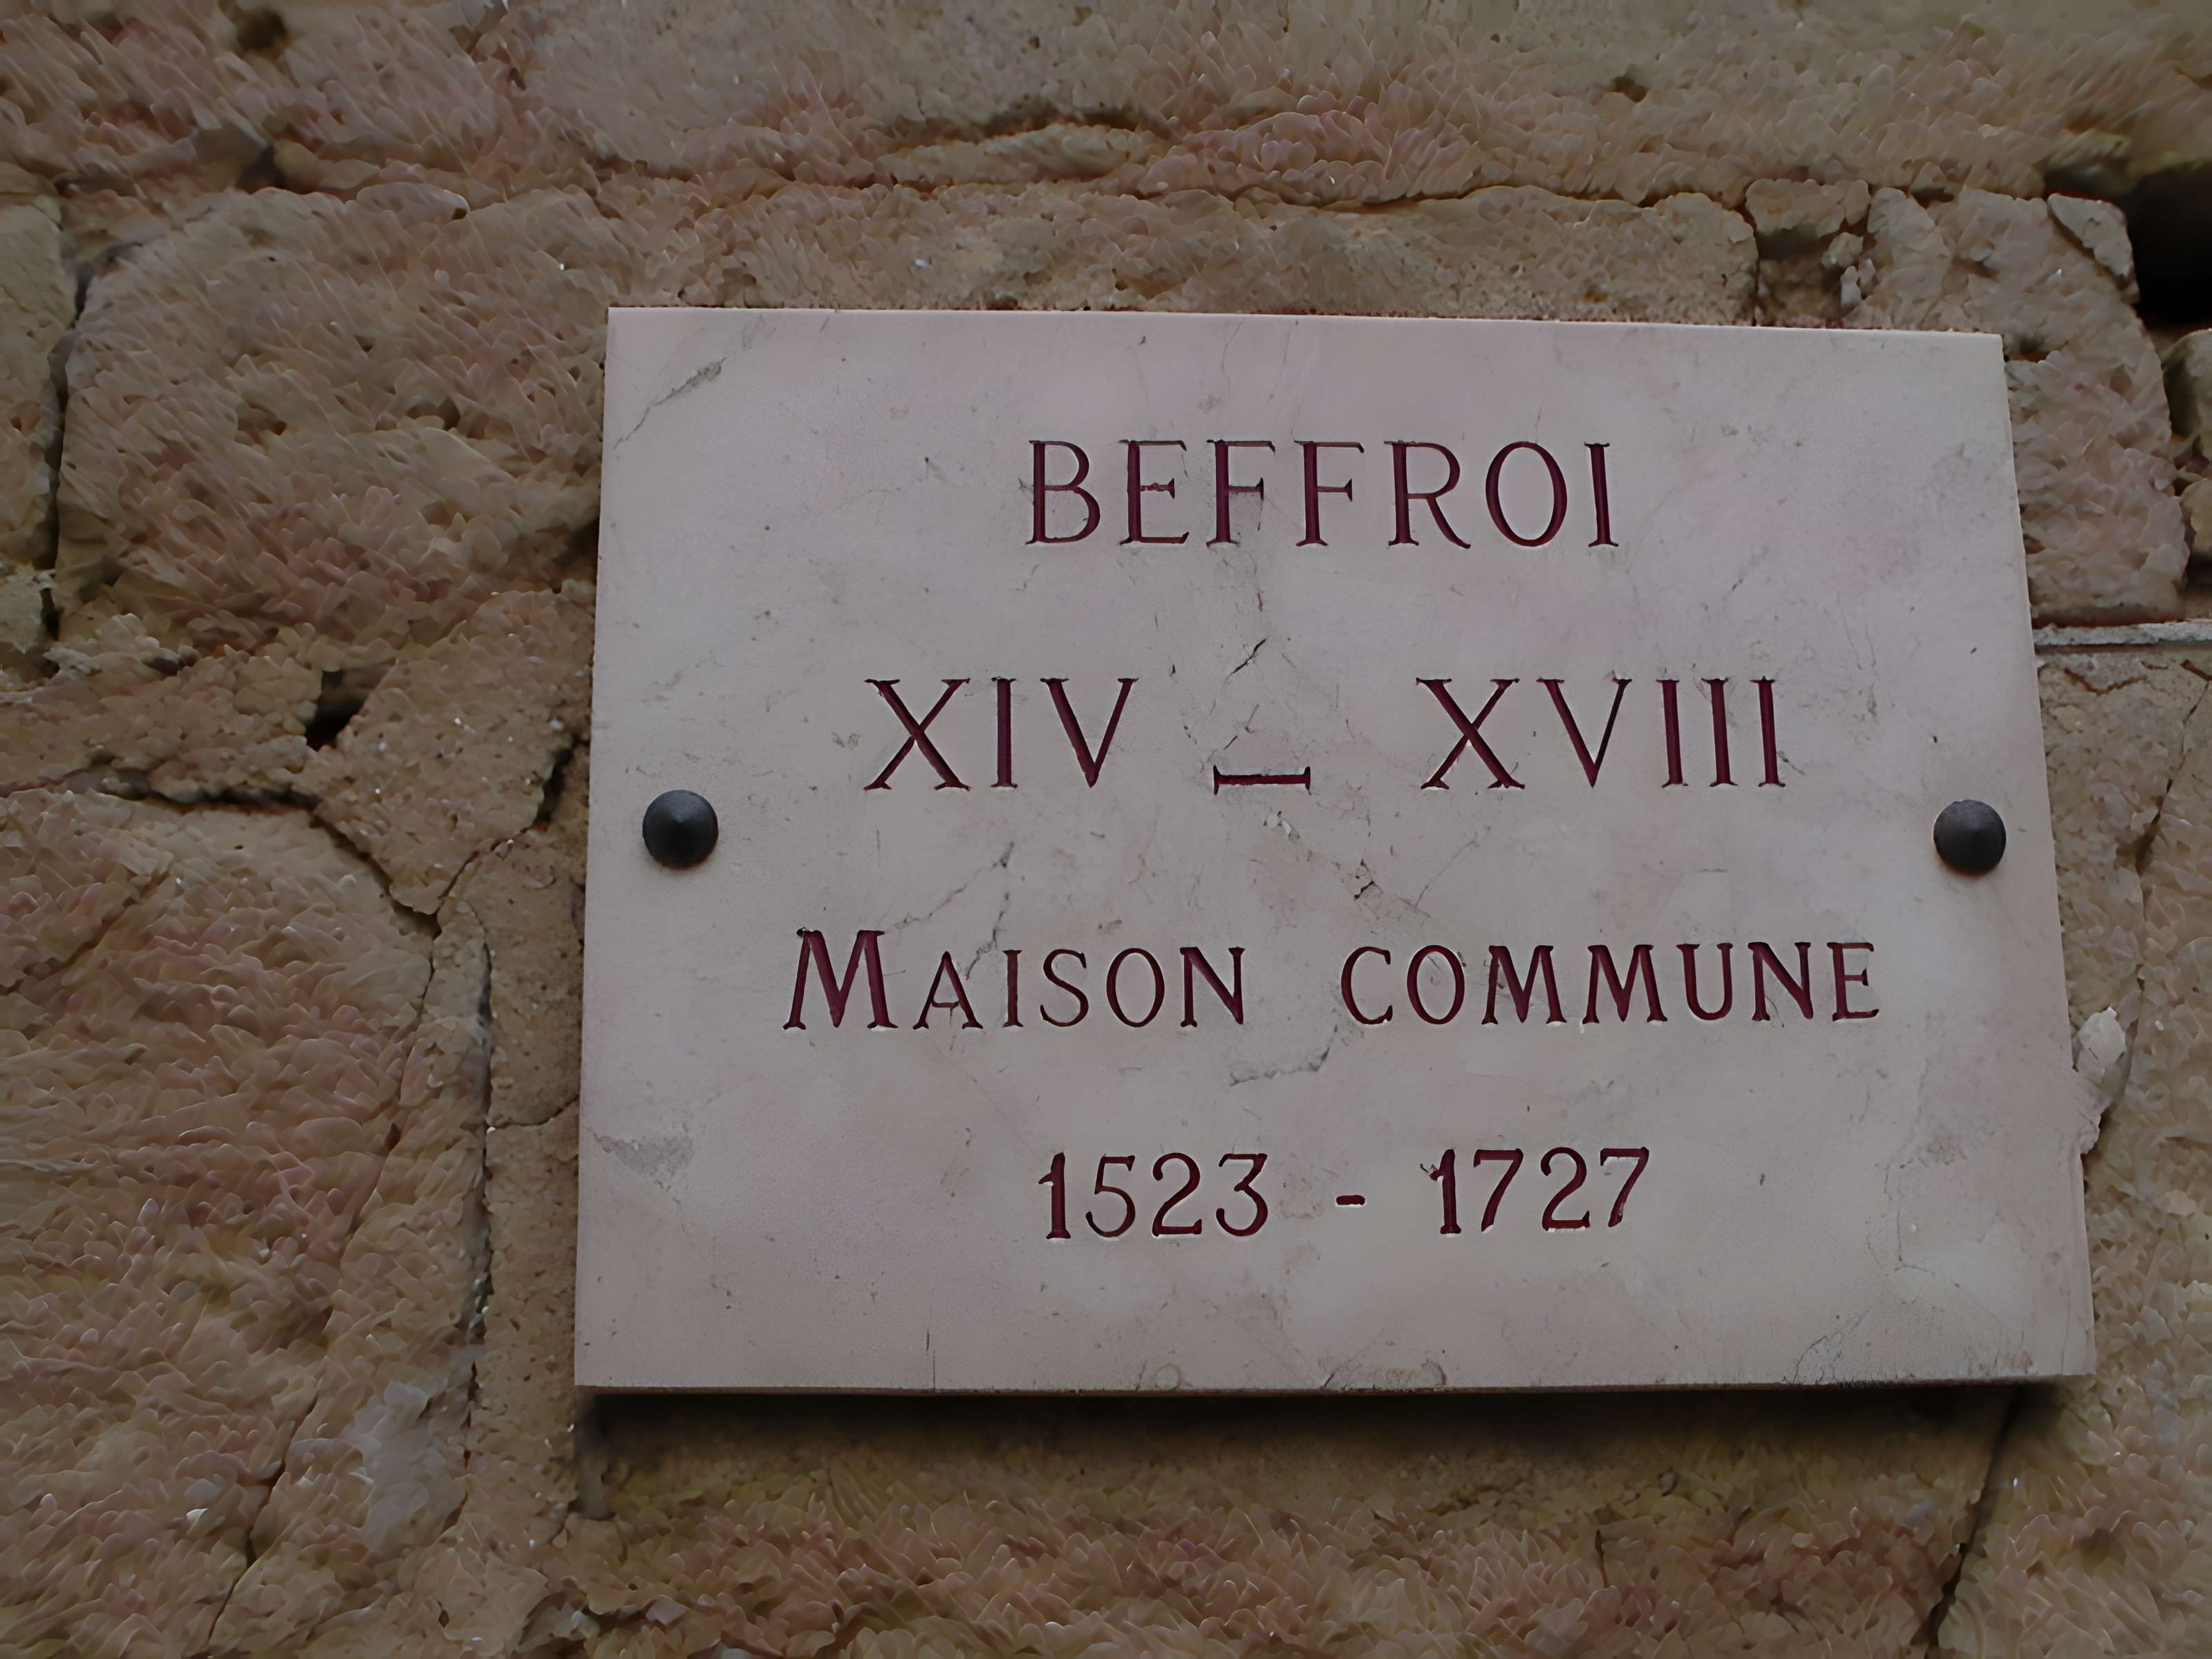 BEFFROI
XIV _ XVIII
MAISON COMMUNE
1523 - 1727